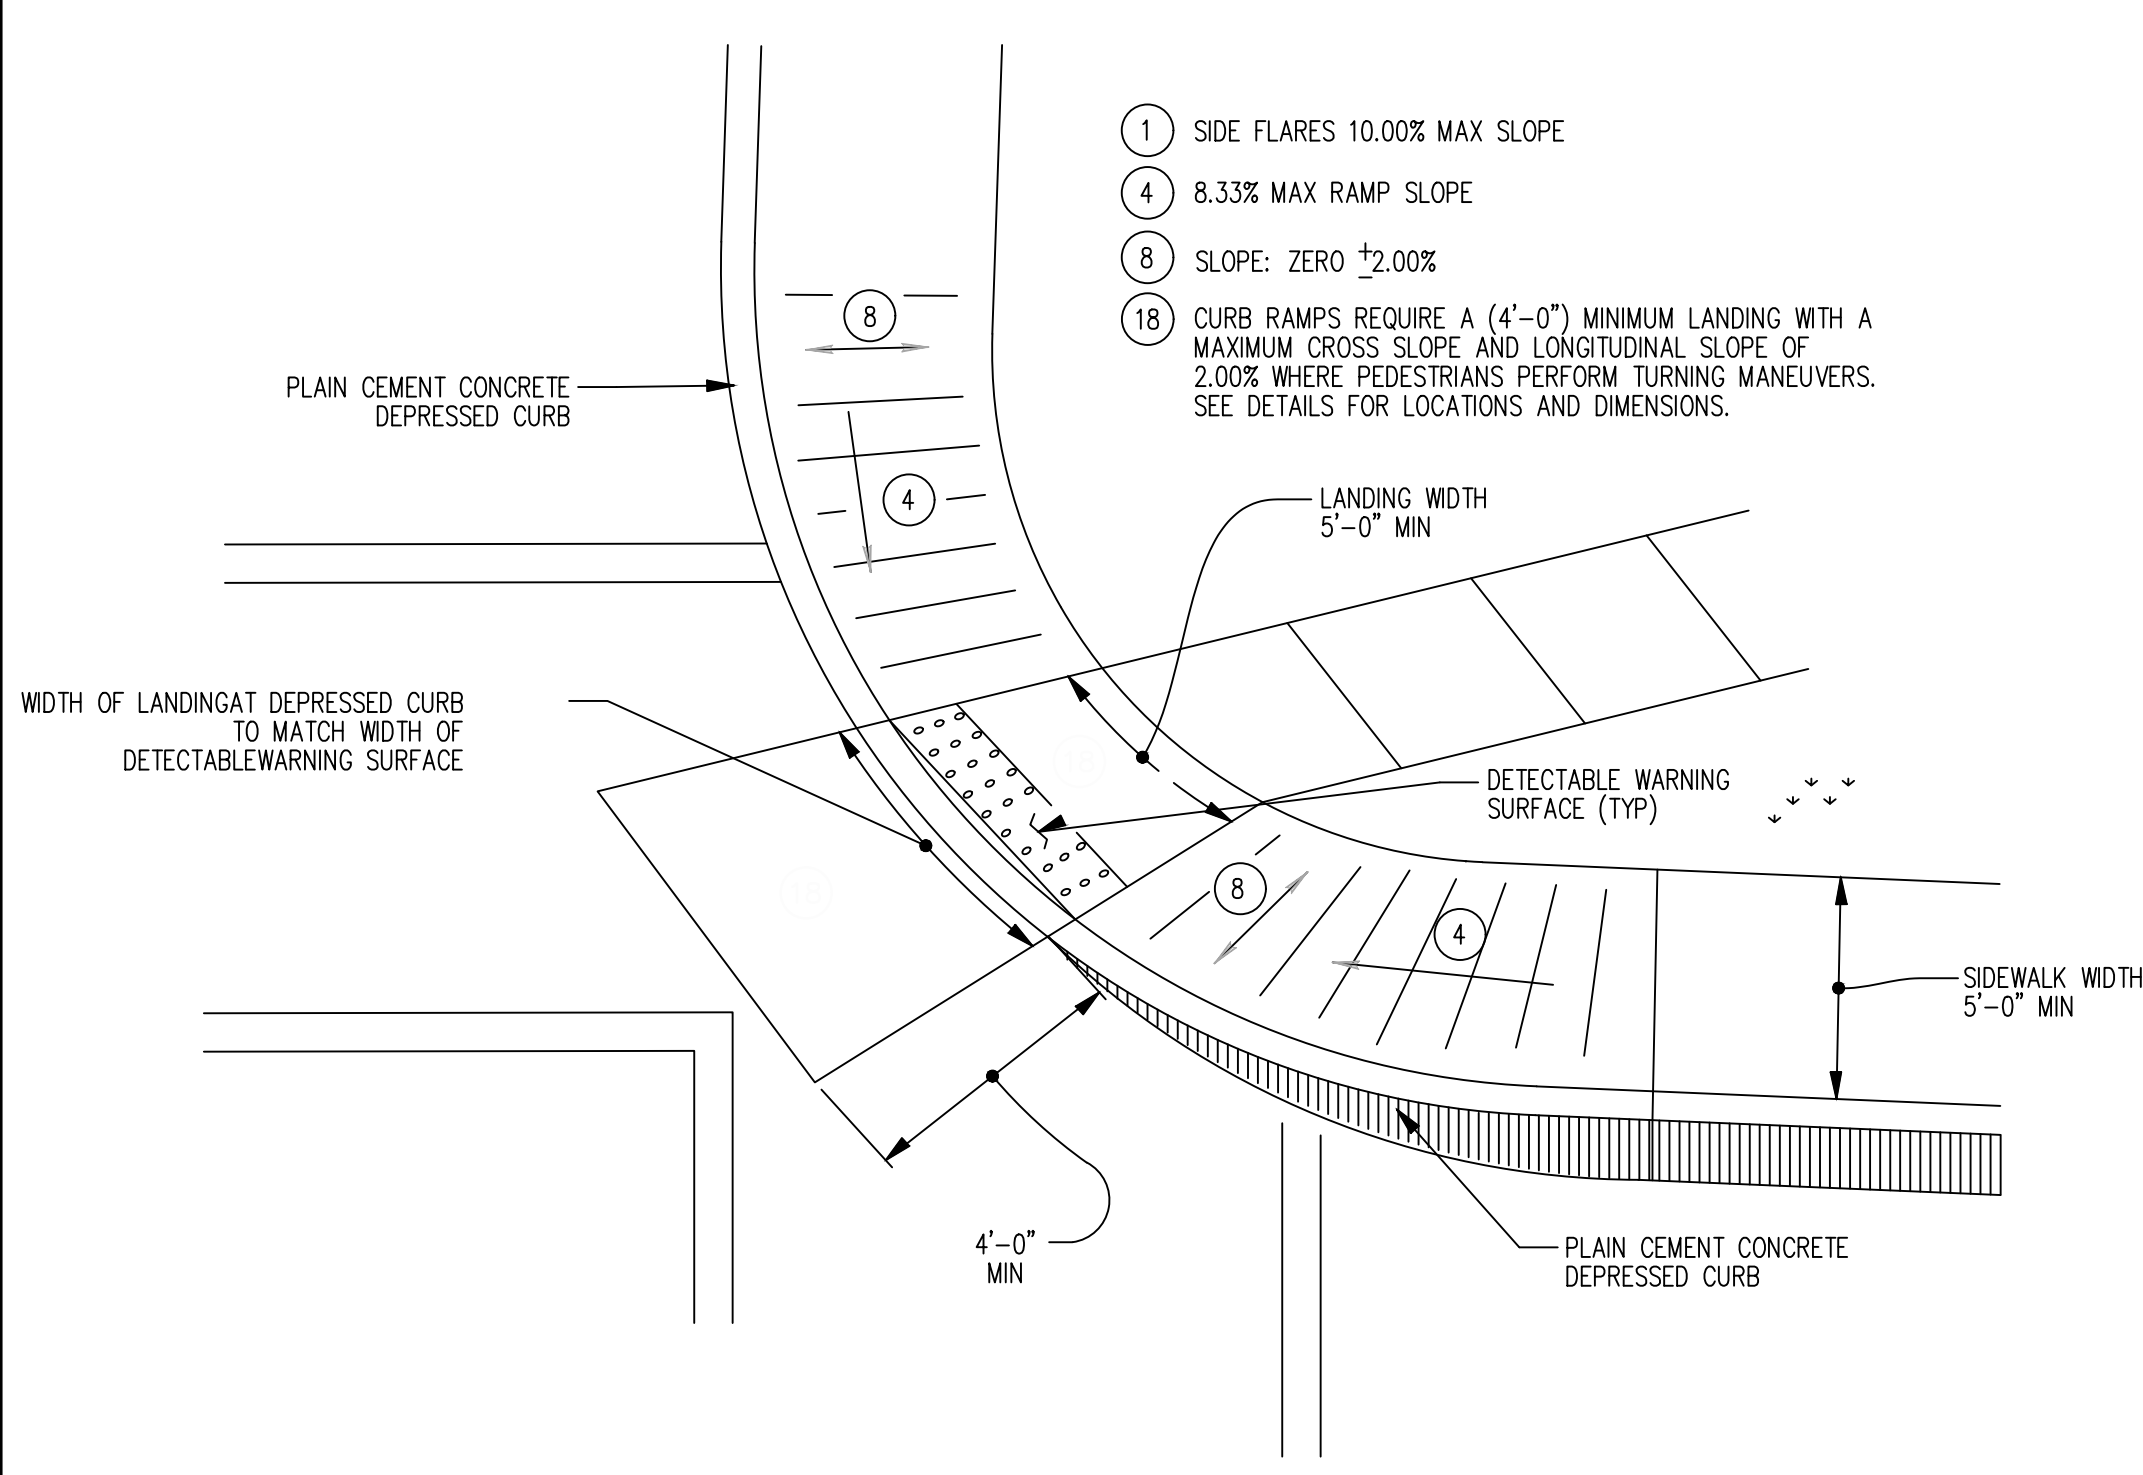 1 SIDE FLARES 10.00% MAX SLOPE
4 8.33% MAX RAMP SLOPE
8 SLOPE: ZERO ±2.00%
18 CURB RAMPS REQUIRE A (4'-0") MINIMUM LANDING WITH A
MAXIMUM CROSS SLOPE AND LONGITUDINAL SLOPE OF
2.00% WHERE PEDESTRIANS PERFORM TURNING MANEUVERS.
SEE DETAILS FOR LOCATIONS AND DIMENSIONS.
8
PLAIN CEMENT CONCRETE
DEPRESSED CURB
4
LANDING WIDTH
5'-0" MIN
WIDTH OF LANDINGAT DEPRESSED CURB
TO MATCH WIDTH OF
DETECTABLEWARNING SURFACE
18
DETECTABLE WARNING
SURFACE (TYP)
18
8
4
SIDEWALK WIDTH
5'-0" MIN
4'-0"
MIN
PLAIN CEMENT CONCRETE
DEPRESSED CURB